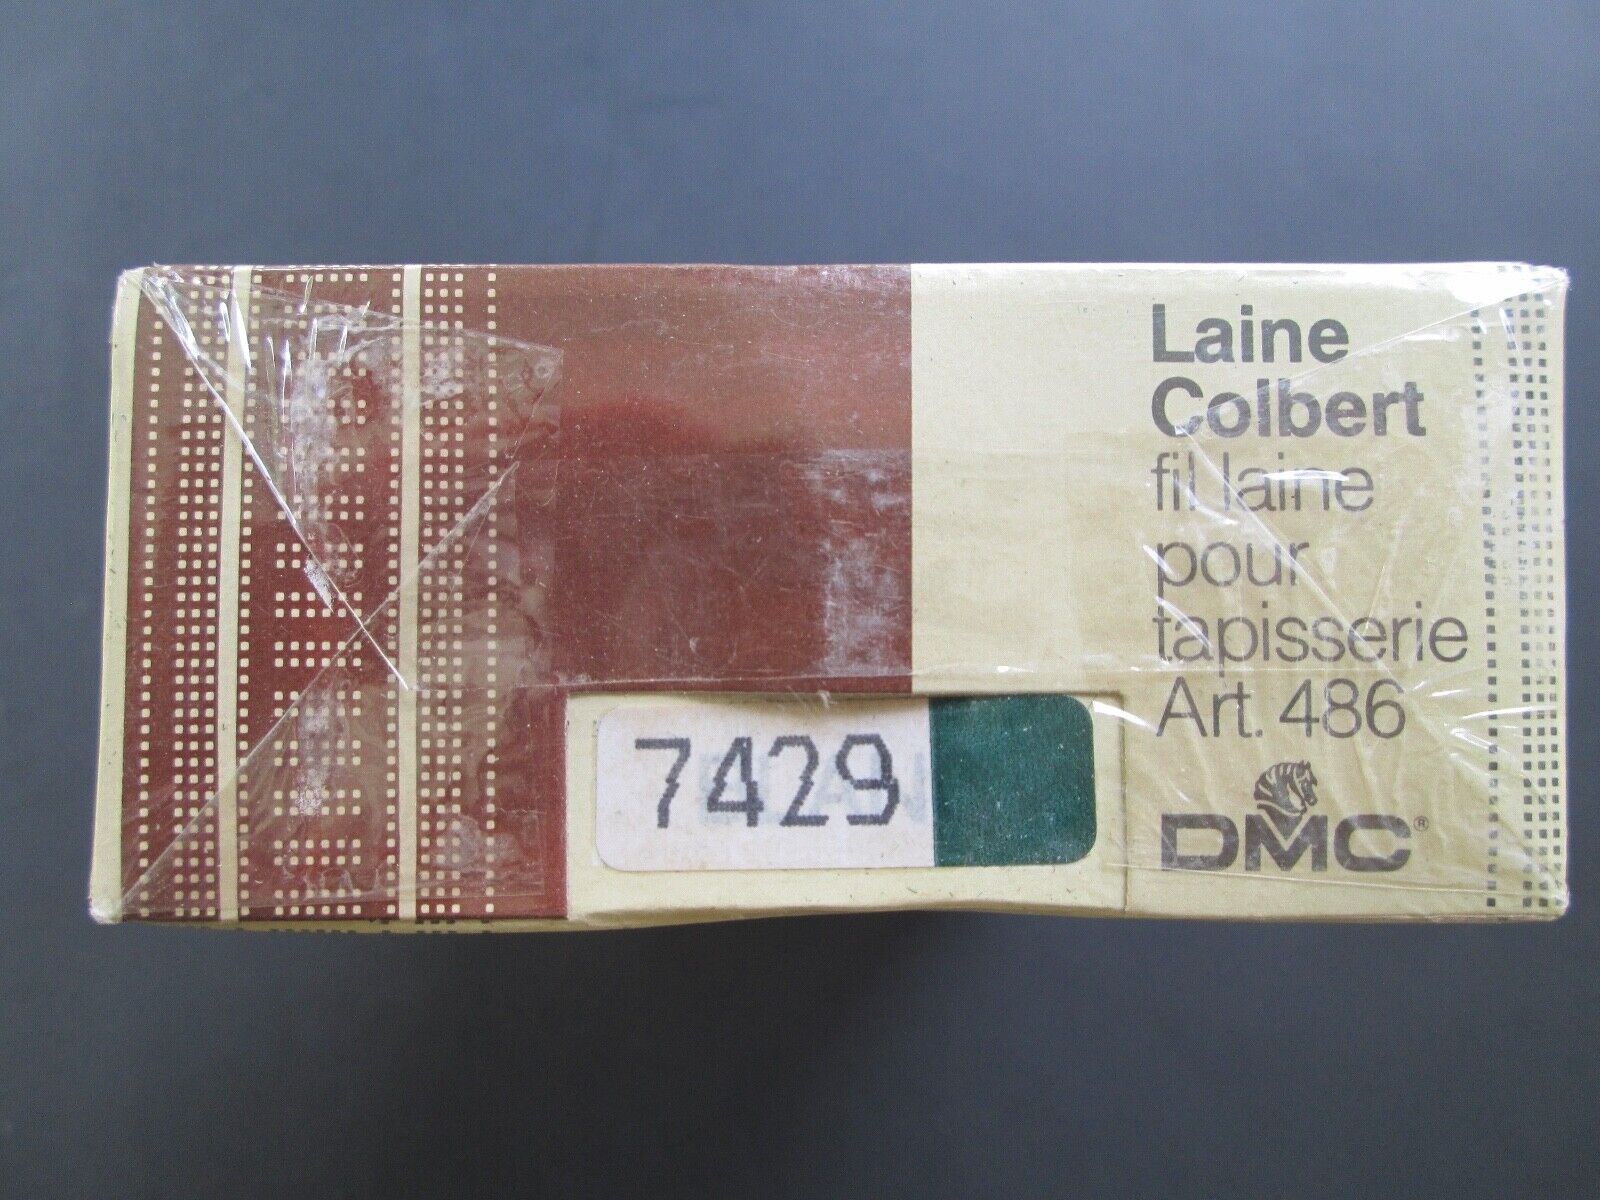 Laine
Colbert
fil laine
pour
tapisserie
Art. 486
DMC®
7429